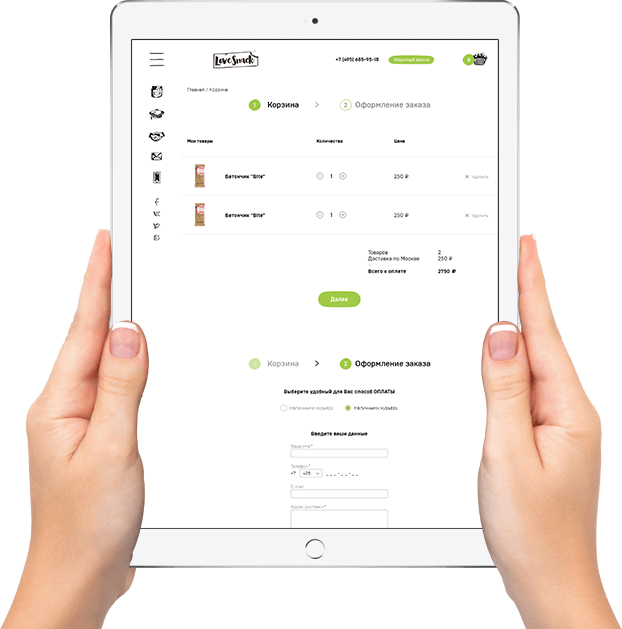 Love Snack
+7 (495) 685-95-18
Обратный звонок
Главная / Корзина
1 Корзина > 2 Оформление заказа
Мои товары Количество Цена
Батончик "Bite" 1 250 ₽ × Удалить
Батончик "Bite" 1 250 ₽ × Удалить
Товаров 2
Доставка по Москве 250 ₽
Всего к оплате 2750 ₽
Далее
1 Корзина > 2 Оформление заказа
Выберите удобный для Вас способ ОПЛАТЫ
Наличными курьеру Наличными курьеру
Введите ваши данные
Ваше имя *
Телефон *
+7 495 _ _ _ - _ _ - _ _
E-mail
Адрес доставки *